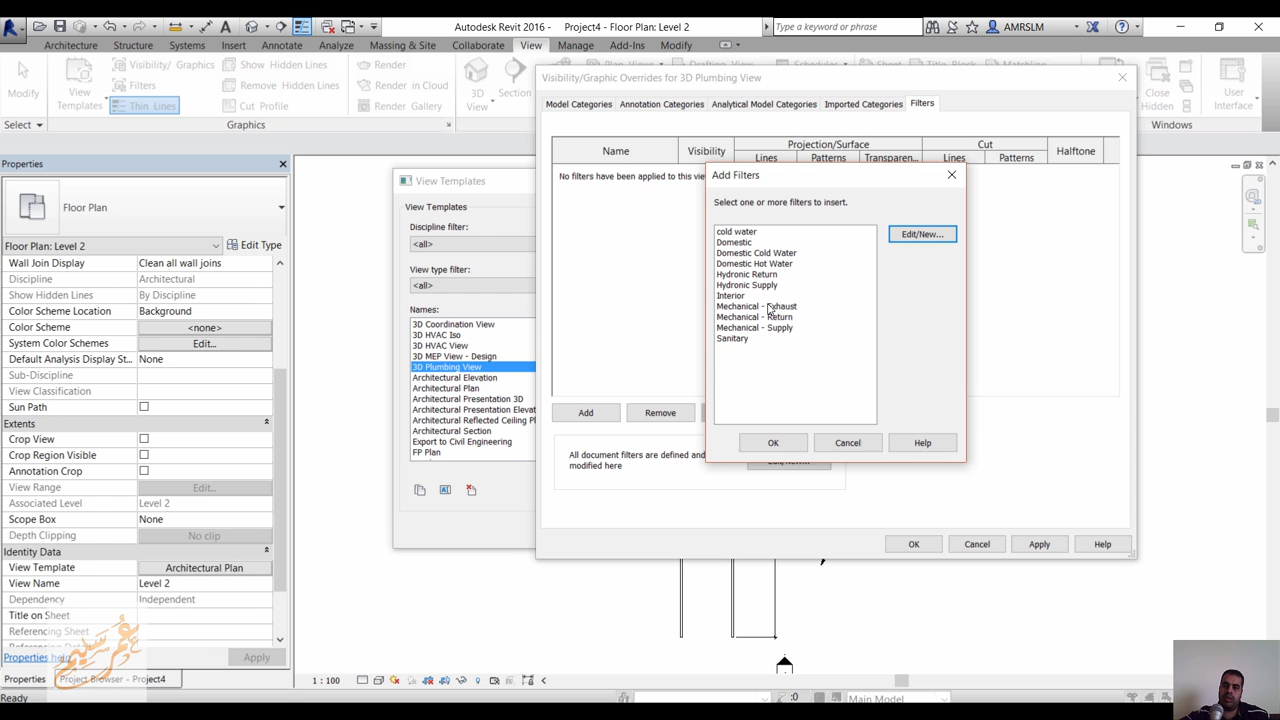 Autodesk Revit 2016 - Project4 - Floor Plan: Level 2
Type a keyword or phrase
AMRSLM
Architecture Structure Systems Insert Annotate Analyze Massing & Site Collaborate View Manage Add-Ins Modify
Modify
View
Templates
Visibility/ Graphics
Filters
Thin Lines
Show Hidden Lines
Remove Hidden Lines
Cut Profile
Render
Render in Cloud
Render Gallery
3D
View
Section
Close
Hidden
User
Interface
Select
Graphics
Windows
Properties
Floor Plan
Floor Plan: Level 2
Edit Type
Wall Join Display Clean all wall joins
Discipline Architectural
Show Hidden Lines By Discipline
Color Scheme Location Background
Color Scheme <none>
System Color Schemes Edit...
Default Analysis Display St... None
Sub-Discipline
View Classification
Sun Path
Extents
Crop View
Crop Region Visible
Annotation Crop
View Range Edit...
Associated Level Level 2
Scope Box None
Depth Clipping No clip
Identity Data
View Template Architectural Plan
View Name Level 2
Dependency Independent
Title on Sheet
Referencing Sheet
Properties help
Apply
Properties
Project Browser - Project4
Ready
1 : 100
:0
Main Model
View Templates
View Templates
Discipline filter:
<all>
View type filter:
<all>
Names:
3D Coordination View
3D HVAC Iso
3D HVAC View
3D MEP View - Design
3D Plumbing View
Architectural Elevation
Architectural Plan
Architectural Presentation 3D
Architectural Presentation Elevat
Architectural Reflected Ceiling Pl
Architectural Section
Export to Civil Engineering
FP Plan
Visibility/Graphic Overrides for 3D Plumbing View
Model Categories Annotation Categories Analytical Model Categories Imported Categories Filters
Name Visibility Projection/Surface Cut Halftone
Lines Patterns Transparen... Lines Patterns
No filters have been applied to this vie
Add
Remove
All document filters are defined and
modified here
Edit/New...
OK
Cancel
Apply
Help
Add Filters
Select one or more filters to insert.
cold water
Domestic
Domestic Cold Water
Domestic Hot Water
Hydronic Return
Hydronic Supply
Interior
Mechanical - Exhaust
Mechanical - Return
Mechanical - Supply
Sanitary
Edit/New...
OK
Cancel
Help
عمرسليم